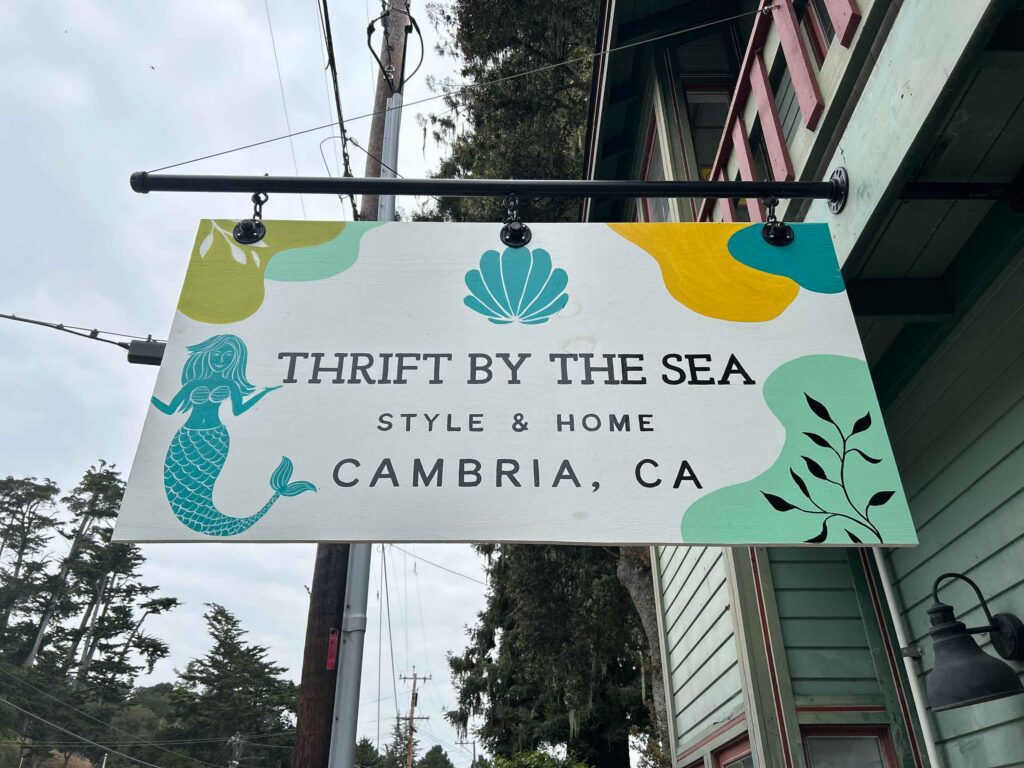 THRIFT BY THE SEA
STYLE & HOME
CAMBRIA, CA